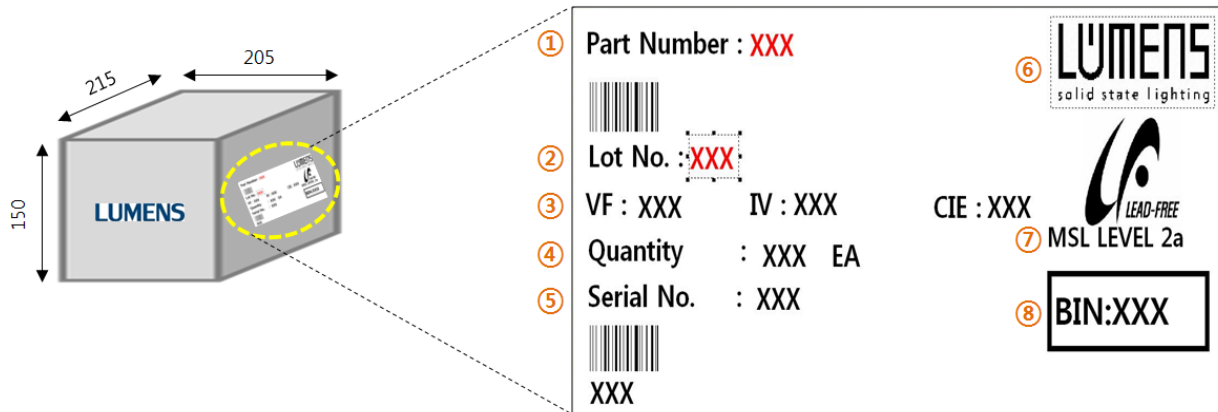 215
205
150
LUMENS
① Part Number : XXX
② Lot No. : XXX
③ VF : XXX IV : XXX CIE : XXX
④ Quantity : XXX EA
⑤ Serial No. : XXX
XXX
⑥ LUMENS
solid state lighting
LEAD-FREE
⑦ MSL LEVEL 2a
⑧ BIN:XXX